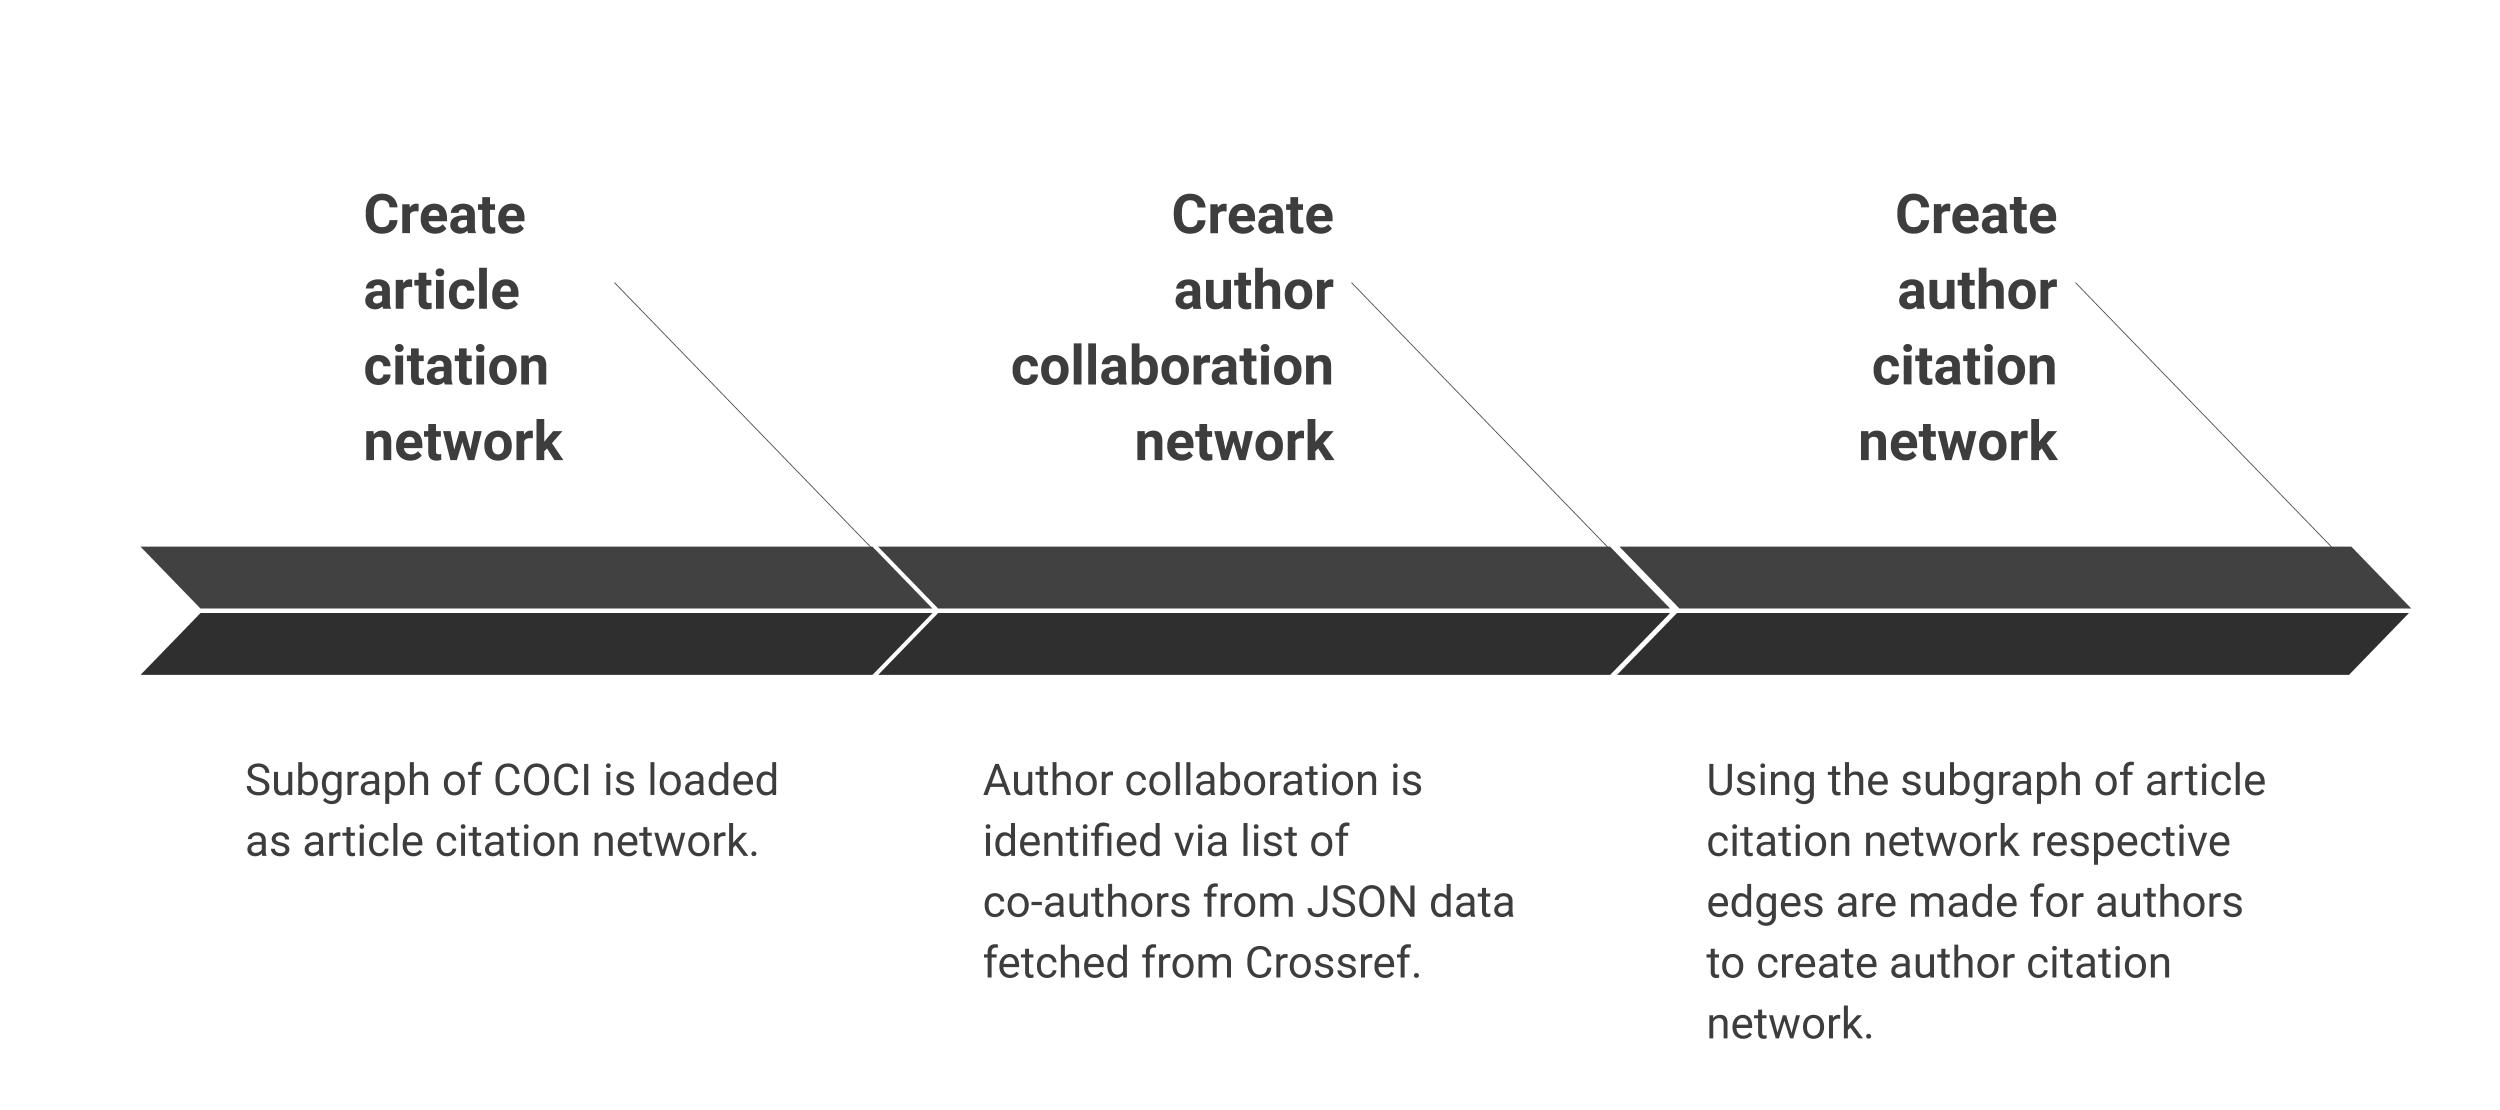 Create
article
citation
network
Create
author
collaboration
network
Create
author
citation
network
Subgraph of COCI is loaded
as article citation network.
Author collaboration is
identified via list of
co-authors from JSON data
fetched from Crossref.
Using the subgraph of article
citation network respective
edges are made for authors
to create author citation
network.